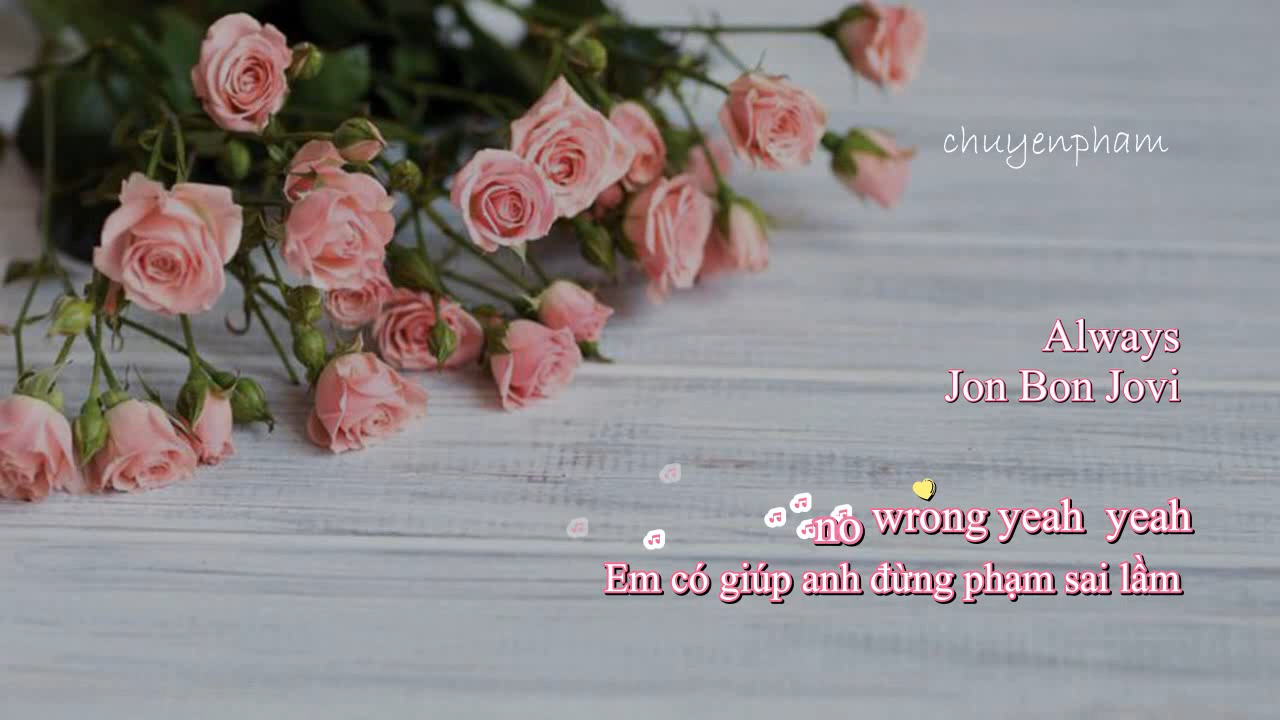 chuyenpham
Always
Jon Bon Jovi
no wrong yeah yeah
Em có giúp anh đừng phạm sai lầm